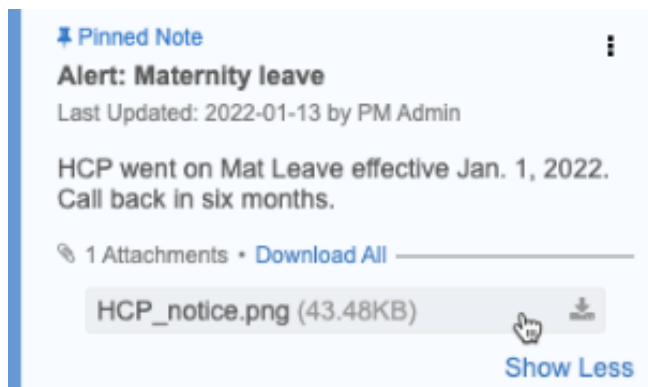 Pinned Note
Alert: Maternity leave
Last Updated: 2022-01-13 by PM Admin
HCP went on Mat Leave effective Jan. 1, 2022.
Call back in six months.
1 Attachments • Download All
HCP_notice.png (43.48KB)
Show Less